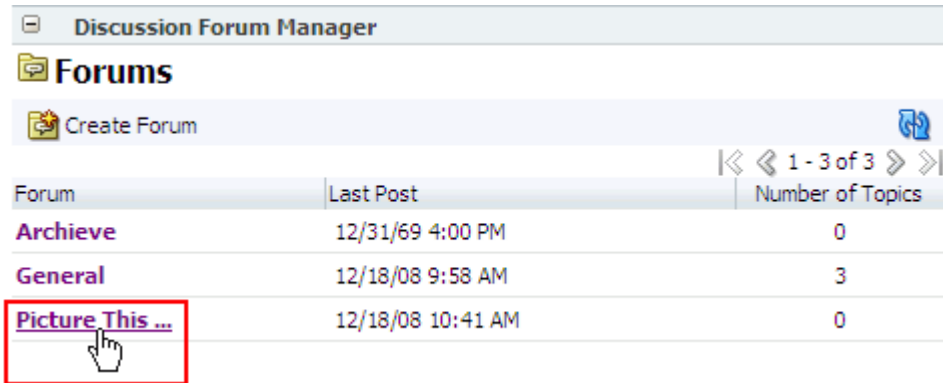 Discussion Forum Manager
Forums
Create Forum
1 - 3 of 3
Forum Last Post Number of Topics
Archieve 12/31/69 4:00 PM 0
General 12/18/08 9:58 AM 3
Picture This ... 12/18/08 10:41 AM 0